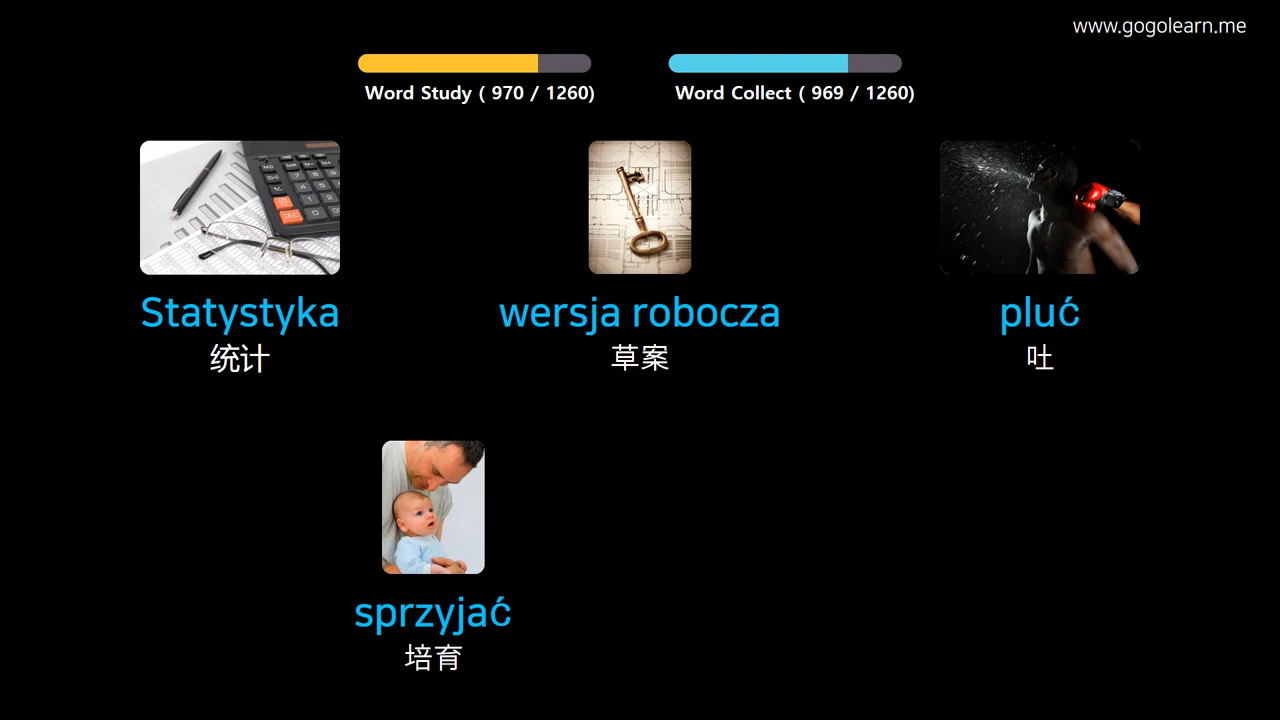 www.gogolearn.me
Word Study ( 970 / 1260)
Word Collect ( 969 / 1260)
Statystyka
统计
wersja robocza
草案
pluć
吐
sprzyjać
培育